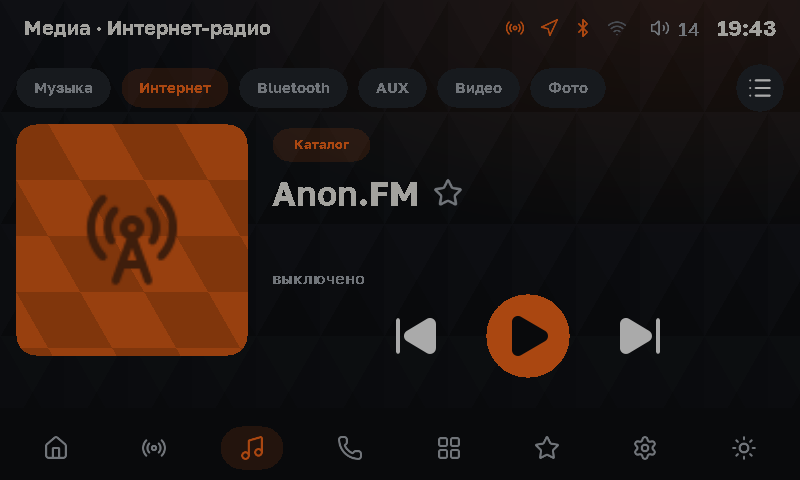 Медиа · Интернет-радио
14
19:43
Музыка
Интернет
Bluetooth
AUX
Видео
Фото
Каталог
Anon.FM
выключено